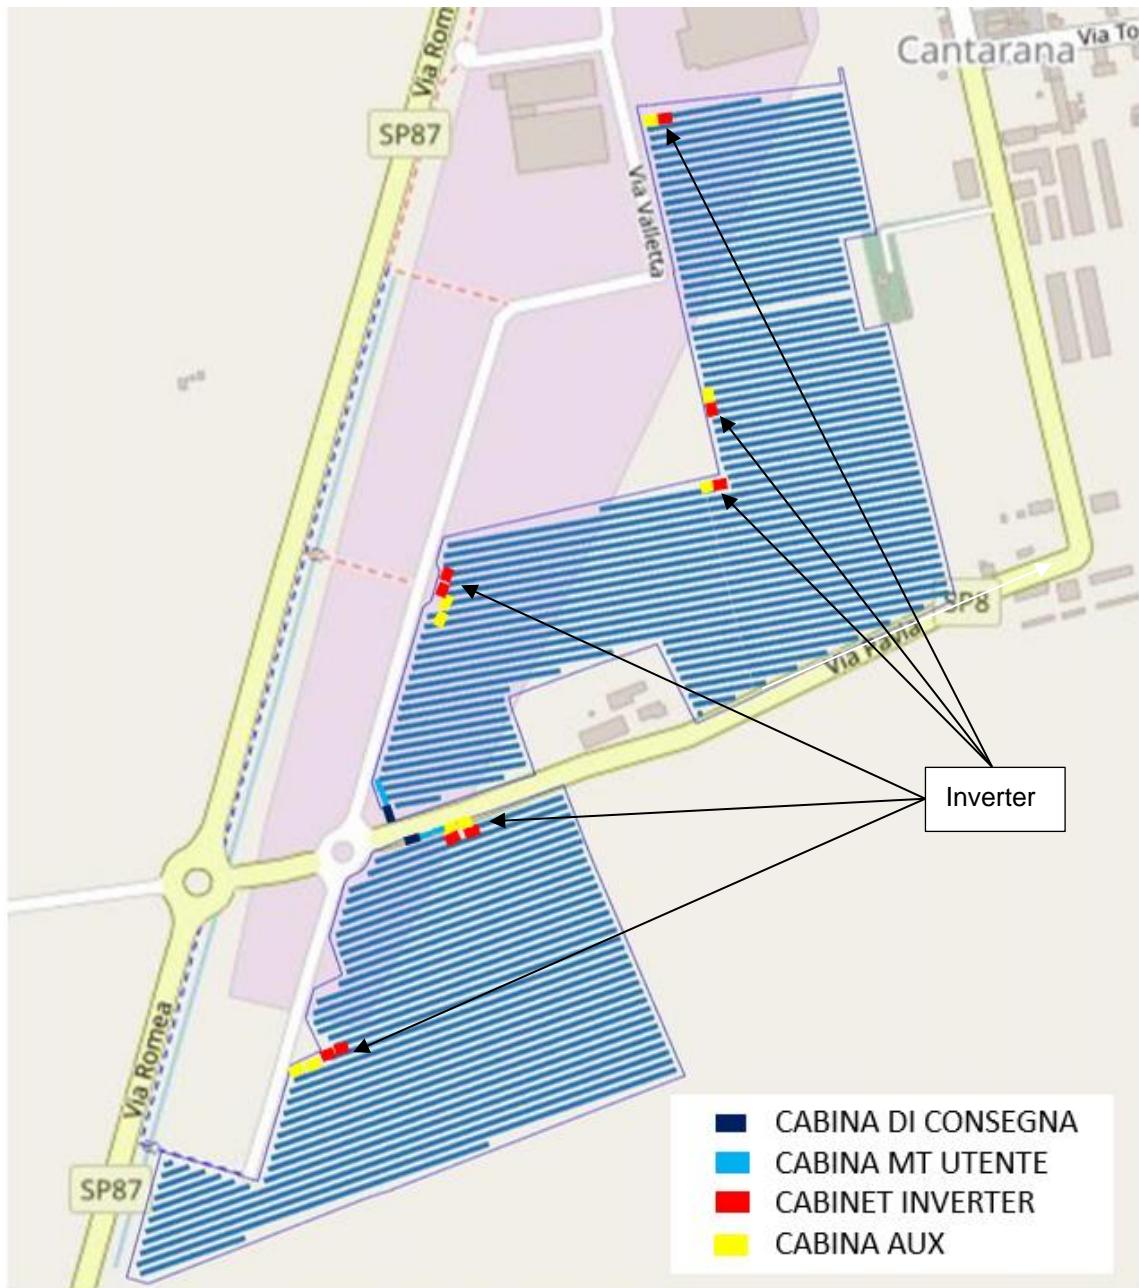 Via Rom
Cantarana
Via To
SP87
Via Valletta
SP8
Via Pavia
Inverter
Via Romea
SP87
CABINA DI CONSEGNA
CABINA MT UTENTE
CABINET INVERTER
CABINA AUX